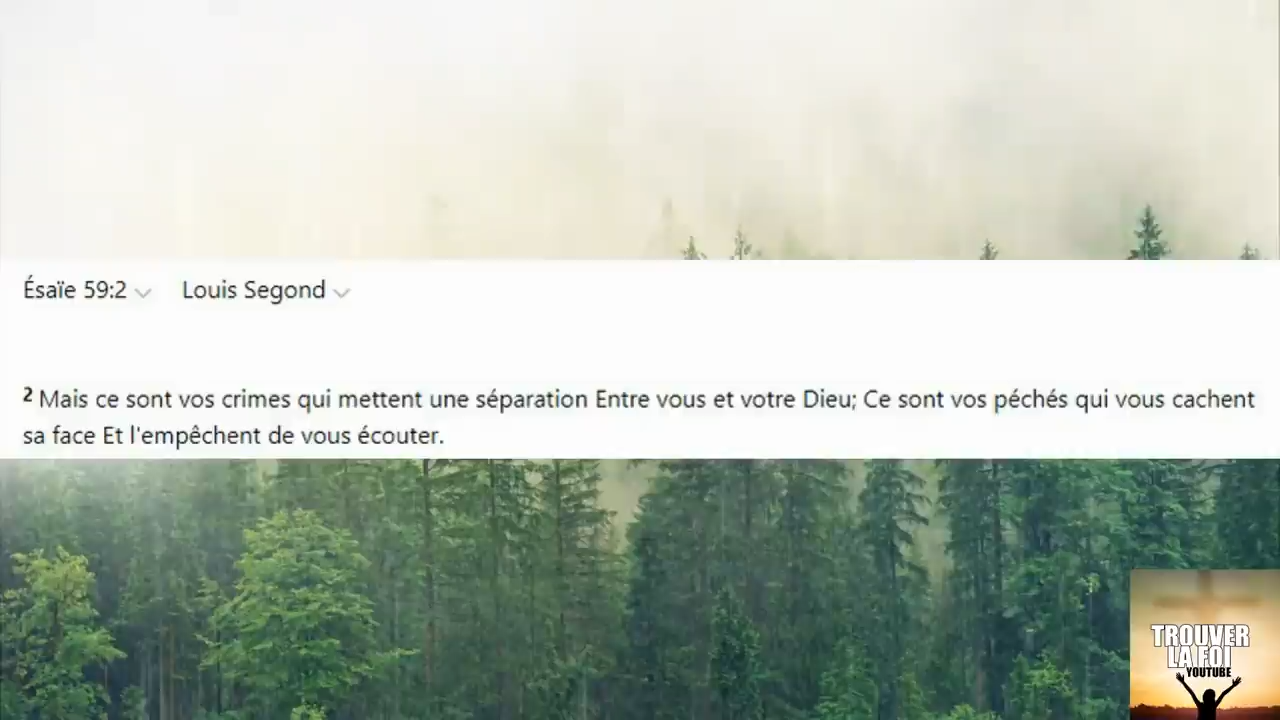 Ésaïe 59:2 Louis Segond
2 Mais ce sont vos crimes qui mettent une séparation Entre vous et votre Dieu; Ce sont vos péchés qui vous cachent
sa face Et l'empêchent de vous écouter.
TROUVER
LA FOI
YOUTUBE